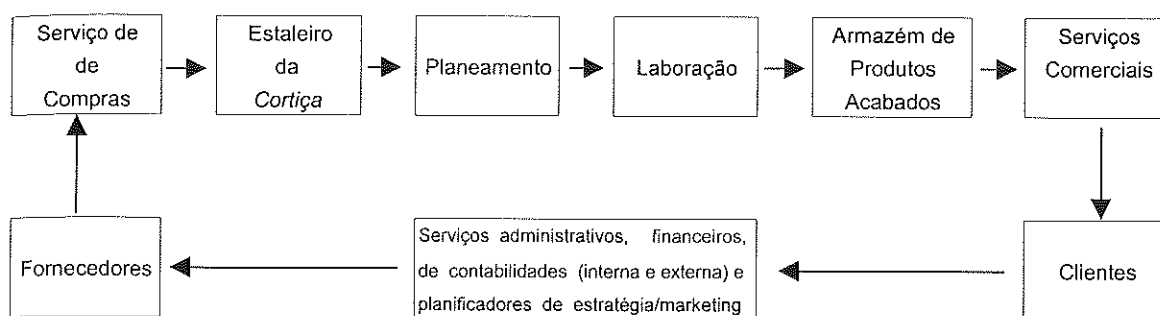 Serviço de
de
Compras
Estaleiro
da
Cortiça
Planeamento
Laboração
Armazém de
Produtos
Acabados
Serviços
Comerciais
Fornecedores
Serviços administrativos, financeiros,
de contabilidades (interna e externa) e
planificadores de estratégia/marketing
Clientes